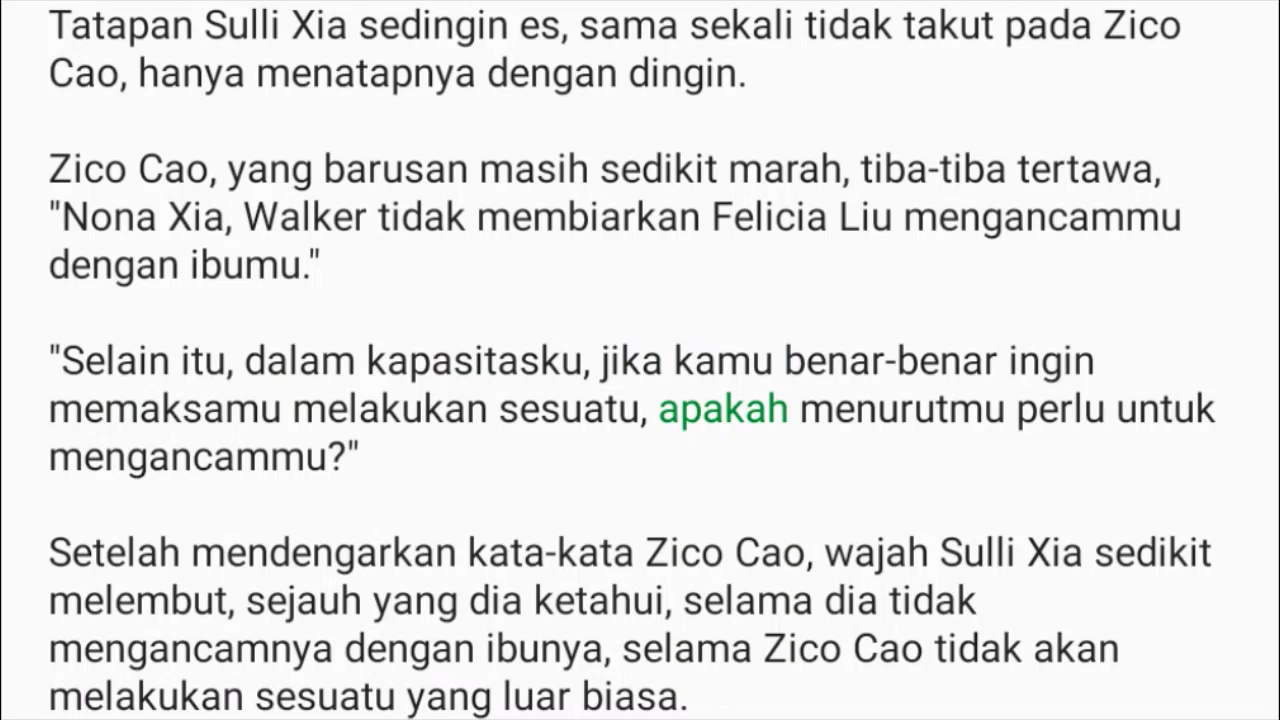 Tatapan Sulli Xia sedingin es, sama sekali tidak takut pada Zico
Cao, hanya menatapnya dengan dingin.
Zico Cao, yang barusan masih sedikit marah, tiba-tiba tertawa,
"Nona Xia, Walker tidak membiarkan Felicia Liu mengancammu
dengan ibumu."
"Selain itu, dalam kapasitasku, jika kamu benar-benar ingin
memaksamu melakukan sesuatu, apakah menurutmu perlu untuk
mengancammu?"
Setelah mendengarkan kata-kata Zico Cao, wajah Sulli Xia sedikit
melembut, sejauh yang dia ketahui, selama dia tidak
mengancamnya dengan ibunya, selama Zico Cao tidak akan
melakukan sesuatu yang luar biasa.